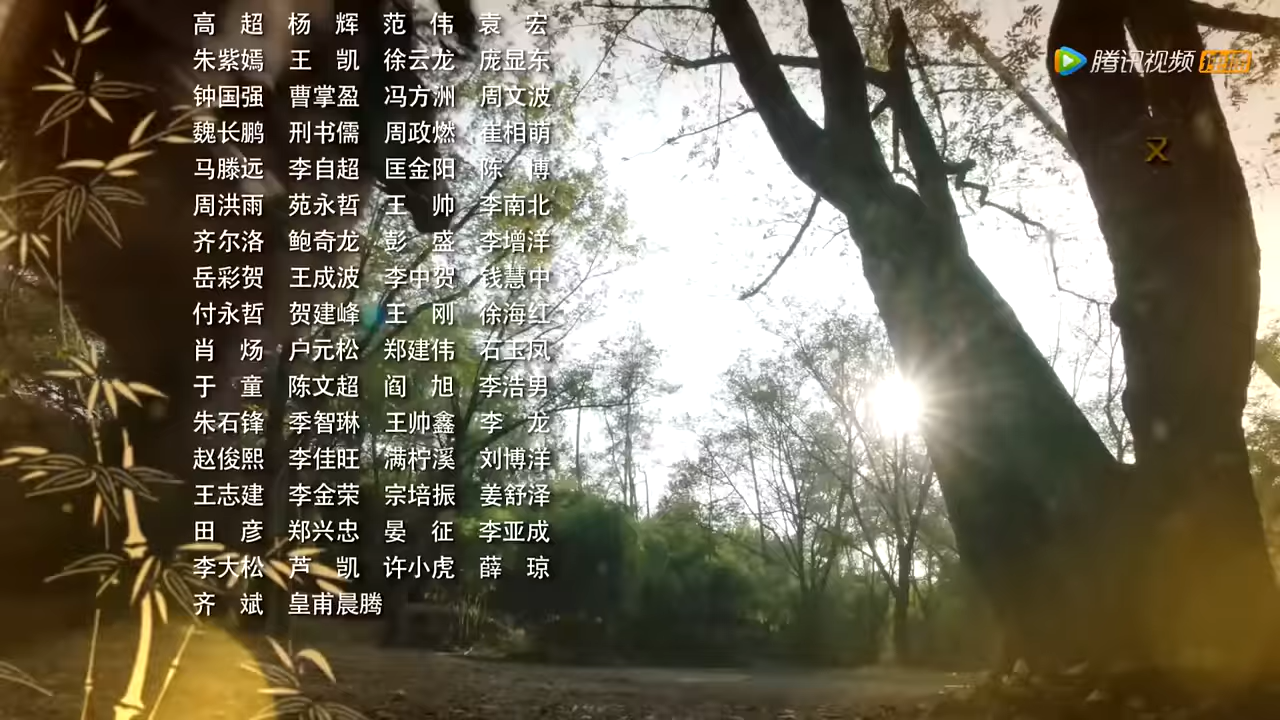 高 超 杨 辉 范 伟 袁 宏
朱紫嫣 王 凯 徐云龙 庞显东
钟国强 曹掌盈 冯方洲 周文波
魏长鹏 刑书儒 周政燃 崔相萌
马滕远 李自超 匡金阳 陈 博
周洪雨 苑永哲 王 帅 李南北
齐尔洛 鲍奇龙 彭 盛 李增洋
岳彩贺 王成波 李中贺 钱慧中
付永哲 贺建峰 王 刚 徐海红
肖 炀 户元松 郑建伟 石玉凤
于 童 陈文超 阎 旭 李浩男
朱石锋 季智琳 王帅鑫 李 龙
赵俊熙 李佳旺 满柠溪 刘博洋
王志建 李金荣 宗培振 姜舒泽
田 彦 郑兴忠 晏 征 李亚成
李大松 芦 凯 许小虎 薛 琼
齐 斌 皇甫晨腾
腾讯视频
又